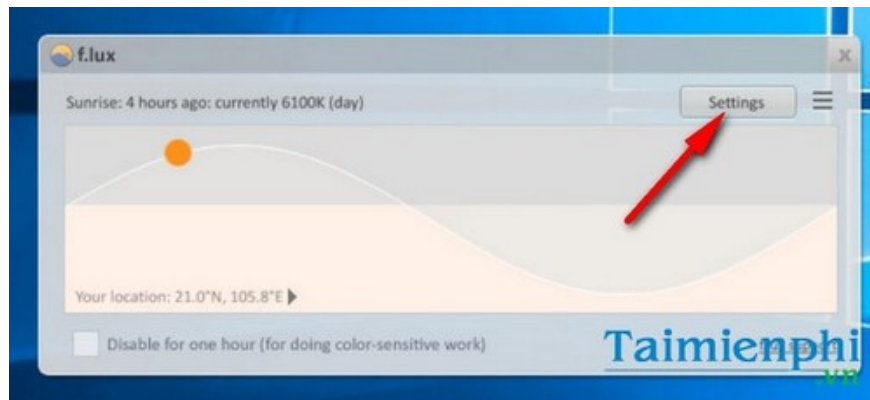 f.lux
Sunrise: 4 hours ago: currently 6100K (day)
Settings
Your location: 21.0°N, 105.8°E
Disable for one hour (for doing color-sensitive work)
Taimienphi
.vn